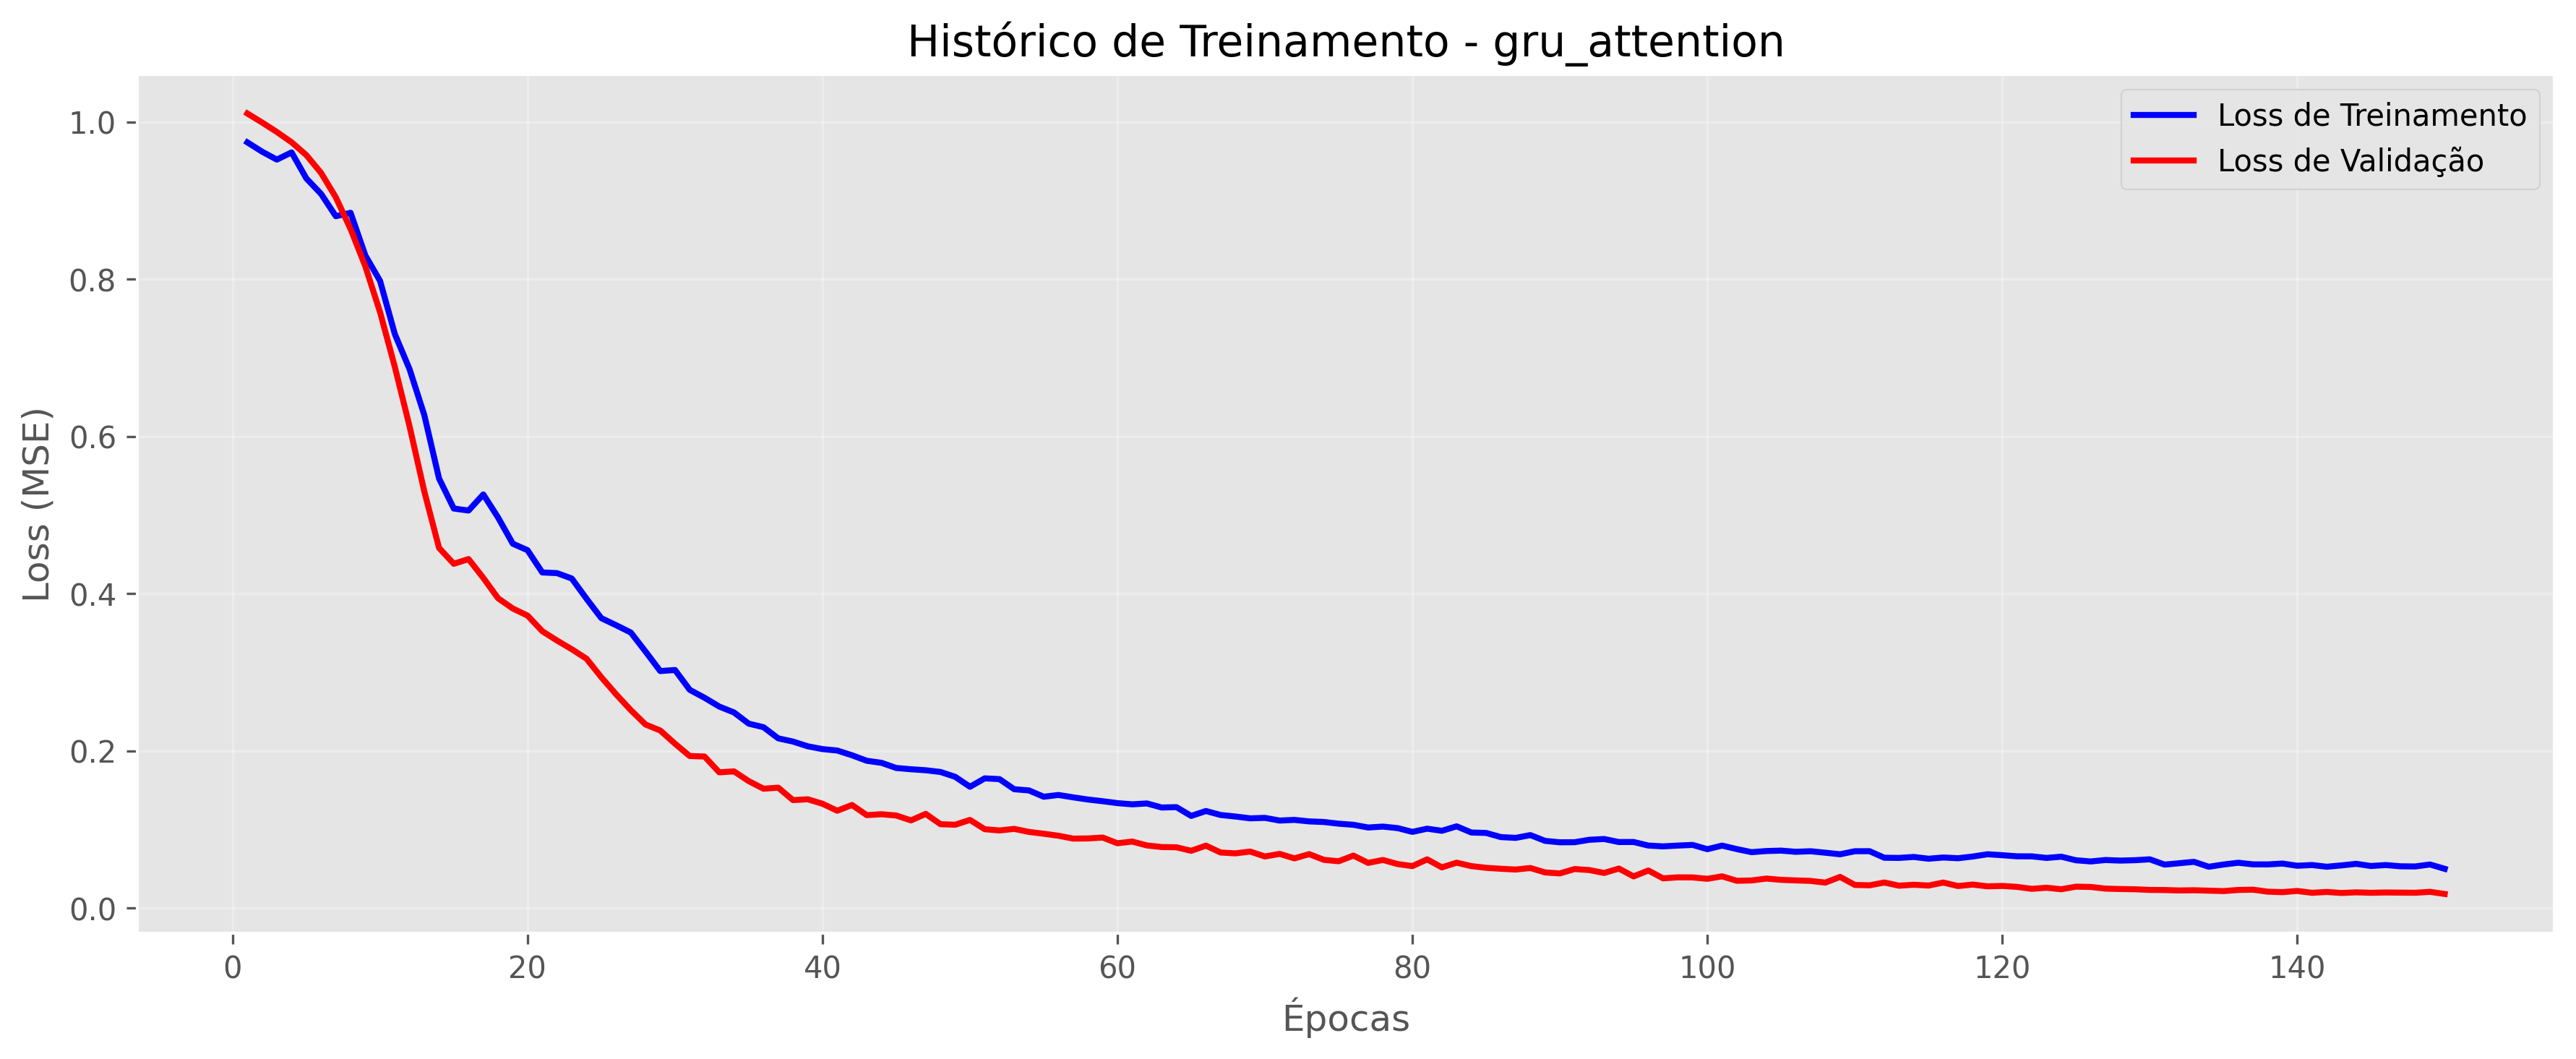 Histórico de Treinamento - gru_attention
Loss de Treinamento
Loss de Validação
Loss (MSE)
1.0
0.8
0.6
0.4
0.2
0.0
0 20 40 60 80 100 120 140
Épocas